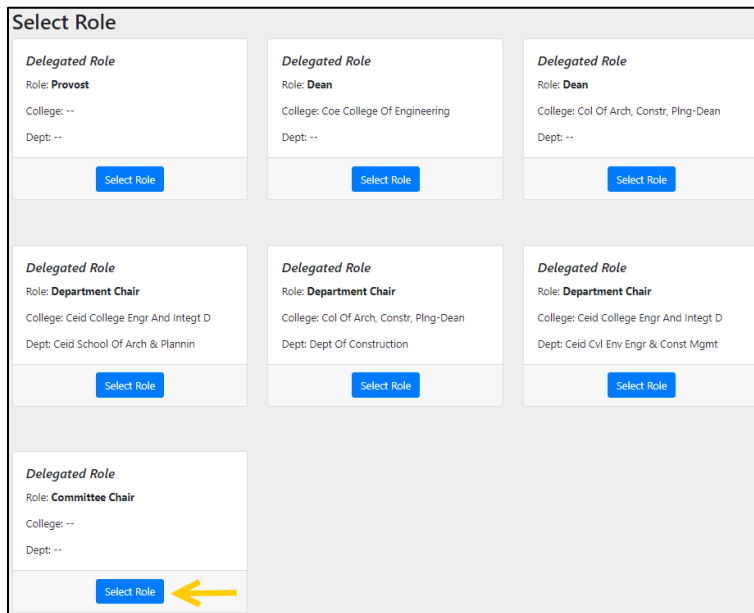 Select Role
Delegated Role
Role: Provost
College: --
Dept: --
Select Role
Delegated Role
Role: Dean
College: Coe College Of Engineering
Dept: --
Select Role
Delegated Role
Role: Dean
College: Col Of Arch, Constr, Plng-Dean
Dept: --
Select Role
Delegated Role
Role: Department Chair
College: Ceid College Engr And Integt D
Dept: Ceid School Of Arch & Plannin
Select Role
Delegated Role
Role: Department Chair
College: Col Of Arch, Constr, Plng-Dean
Dept: Dept Of Construction
Select Role
Delegated Role
Role: Department Chair
College: Ceid College Engr And Integt D
Dept: Ceid Cvl Env Engr & Const Mgmt
Select Role
Delegated Role
Role: Committee Chair
College: --
Dept: --
Select Role